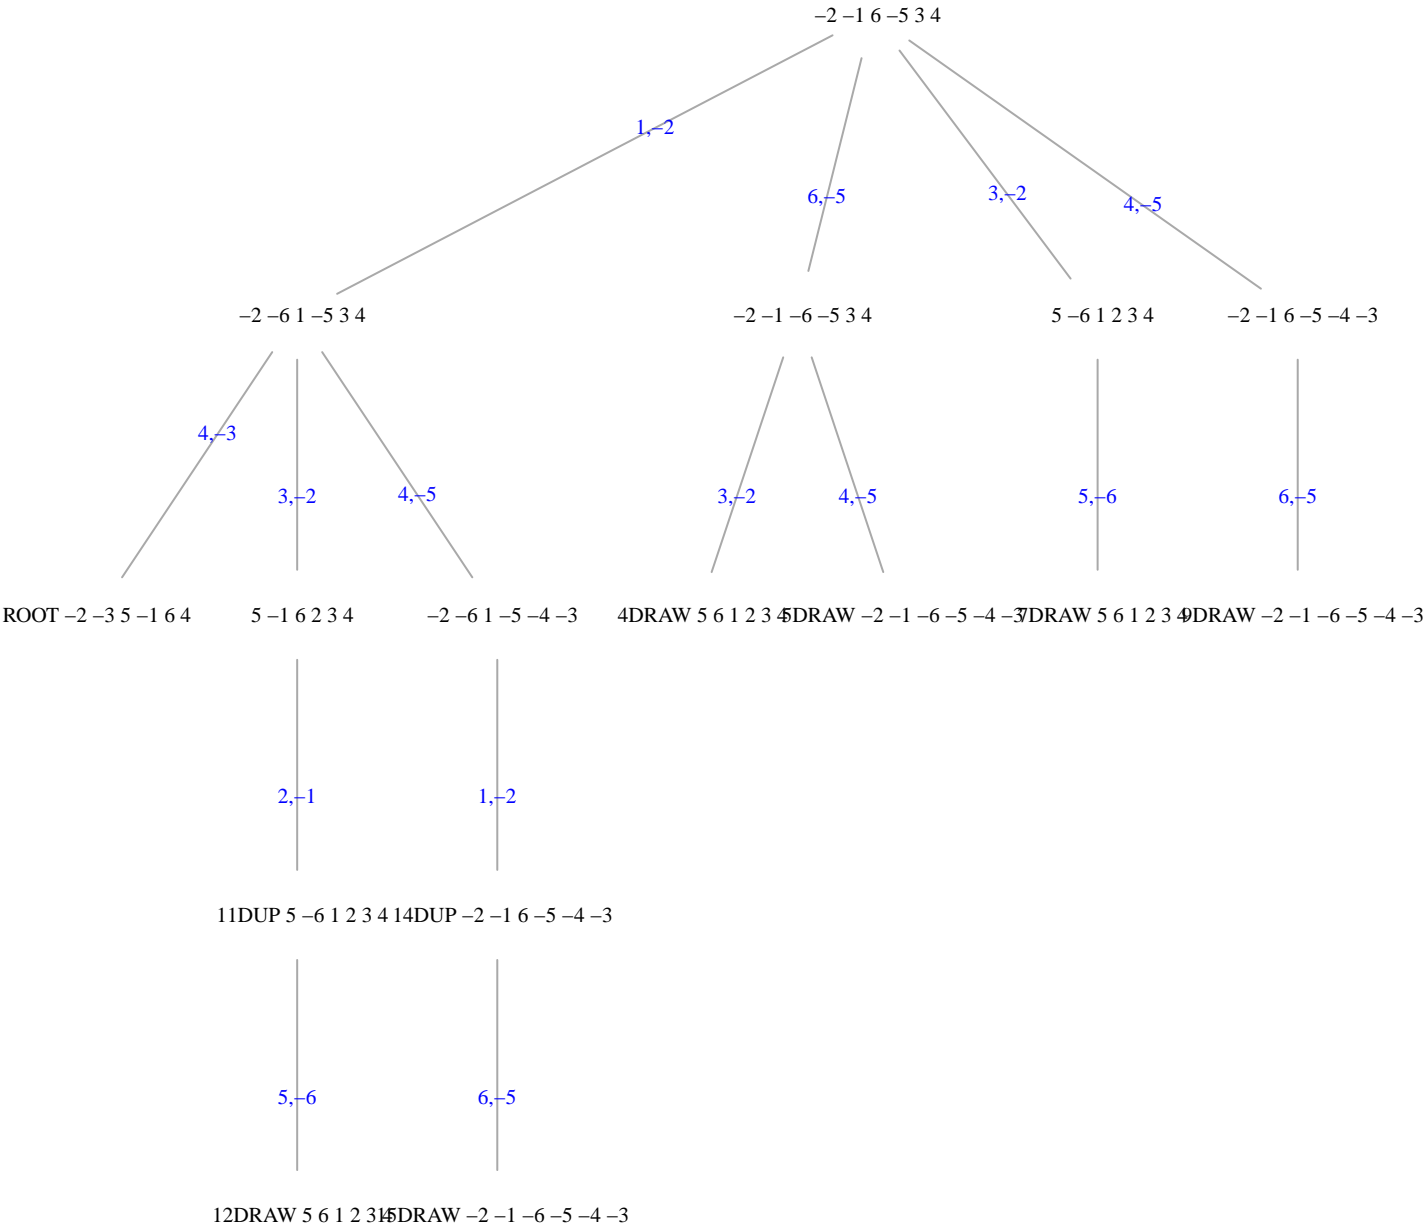 −2 −1 6 −5 3 4
1,−2
6,−5
3,−2
4,−5
−2 −6 1 −5 3 4
−2 −1 −6 −5 3 4
5 −6 1 2 3 4
−2 −1 6 −5 −4 −3
4,−3
3,−2
4,−5
3,−2
4,−5
5,−6
6,−5
ROOT −2 −3 5 −1 6 4
5 −1 6 2 3 4
−2 −6 1 −5 −4 −3
4DRAW 5 6 1 2 3 4
5DRAW −2 −1 −6 −5 −4 −3
7DRAW 5 6 1 2 3 4
9DRAW −2 −1 −6 −5 −4 −3
2,−1
1,−2
11DUP 5 −6 1 2 3 4
14DUP −2 −1 6 −5 −4 −3
5,−6
6,−5
12DRAW 5 6 1 2 3 4
15DRAW −2 −1 −6 −5 −4 −3